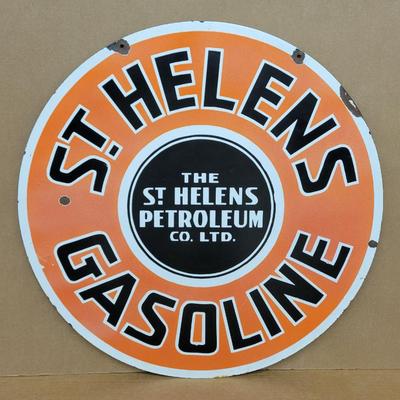 ST. HELENS
THE
ST. HELENS
PETROLEUM
CO. LTD.
GASOLINE